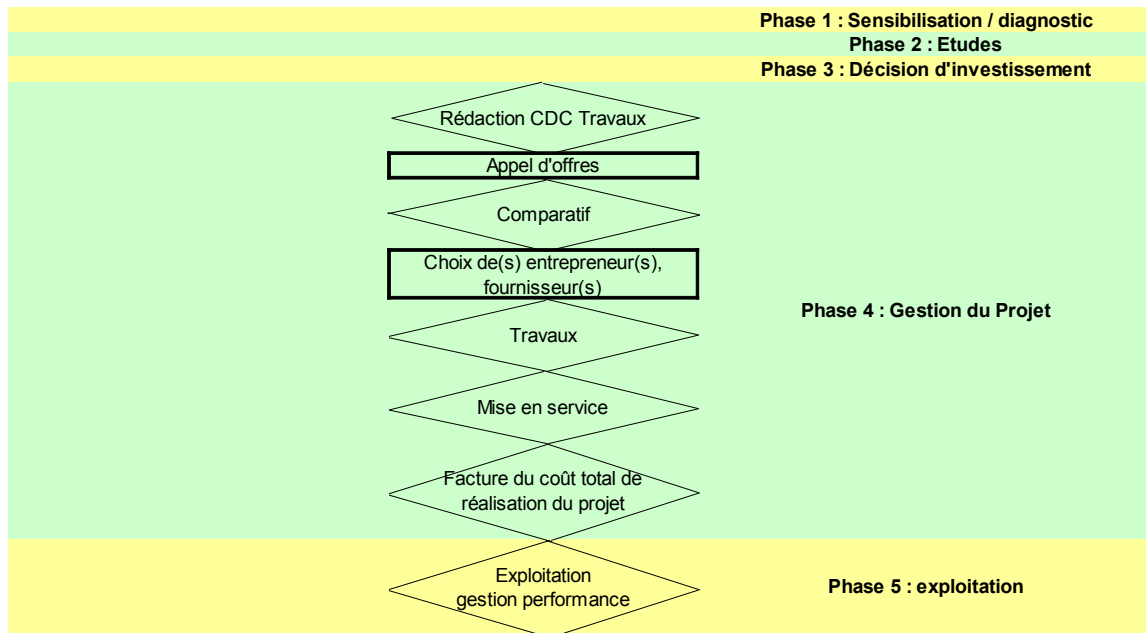 Phase 1 : Sensibilisation / diagnostic
Phase 2 : Etudes
Phase 3 : Décision d'investissement
Rédaction CDC Travaux
Appel d'offres
Comparatif
Choix de(s) entrepreneur(s),
fournisseur(s)
Phase 4 : Gestion du Projet
Travaux
Mise en service
Facture du coût total de
réalisation du projet
Exploitation
gestion performance
Phase 5 : exploitation